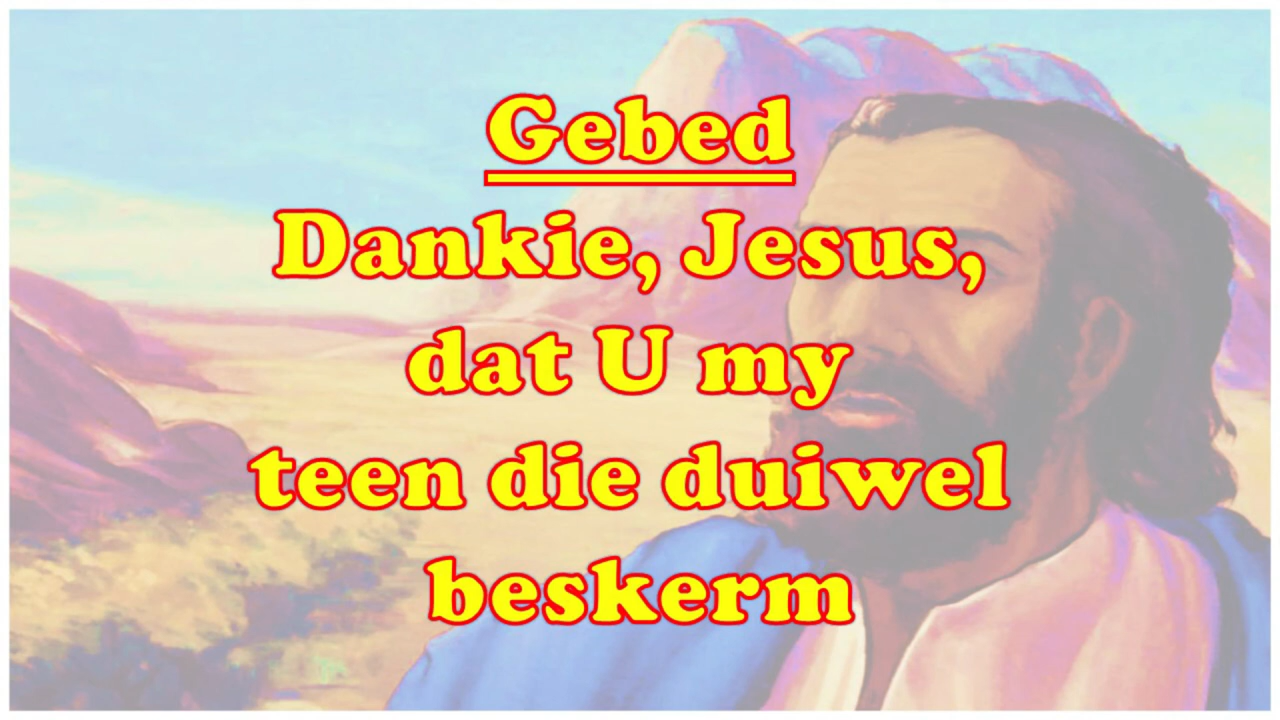 Gebed
Dankie, Jesus,
dat U my
teen die duiwel
beskerm